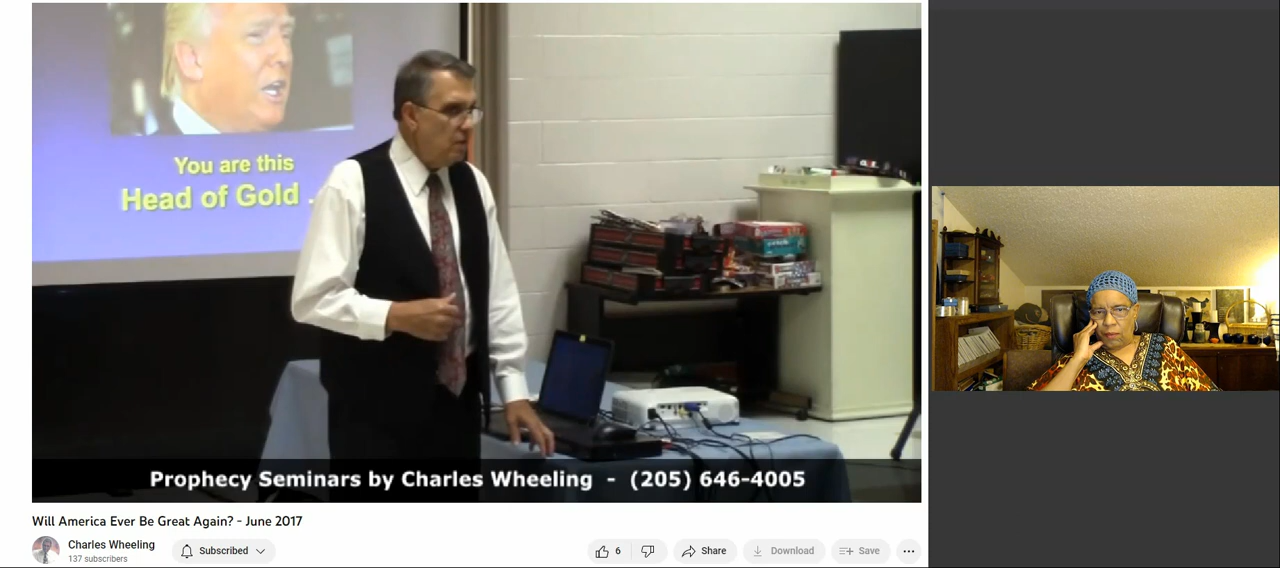 You are this
Head of Gold .
Prophecy Seminars by Charles Wheeling - (205) 646-4005
Will America Ever Be Great Again? - June 2017
Charles Wheeling
137 subscribers
Subscribed
6
Share
Download
Save